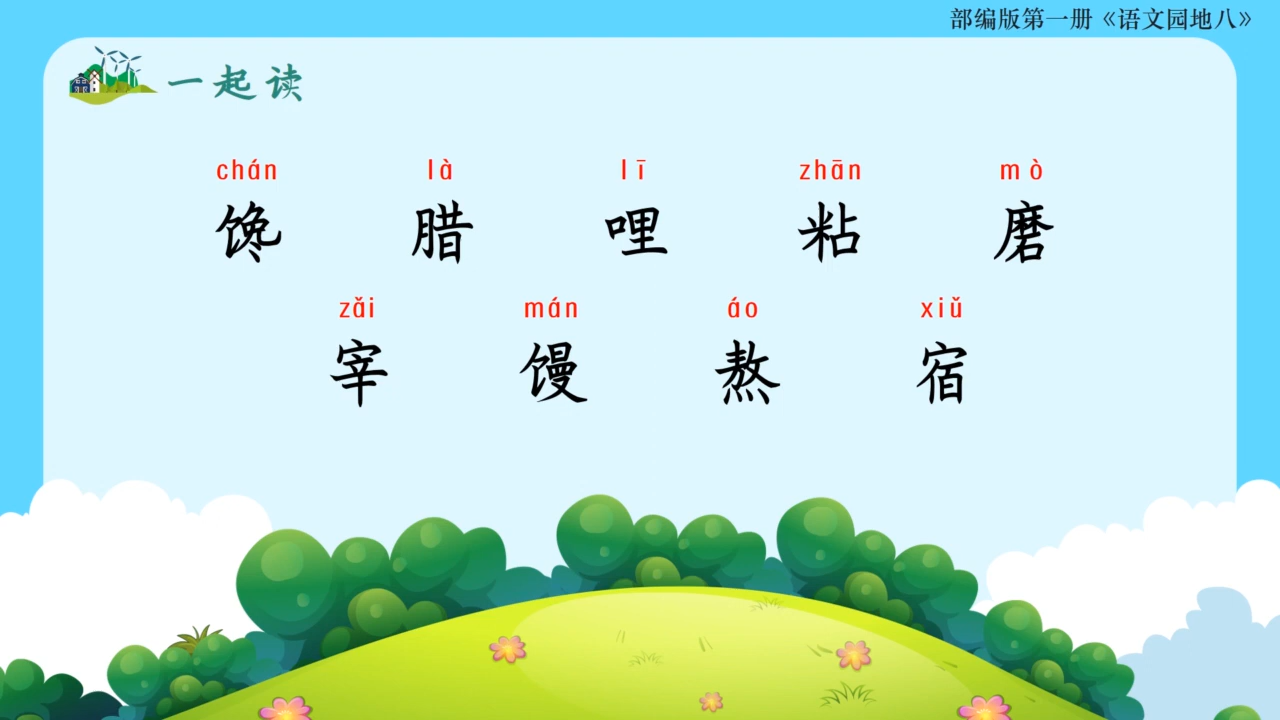 部编版第一册《语文园地八》
一起读
chán là lī zhān mò
馋 腊 哩 粘 磨
zǎi mán áo xiǔ
宰 馒 熬 宿